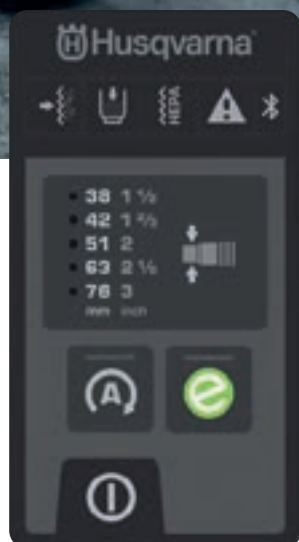 Husqvarna
HEPA
38 1 ½
42 1 ⅔
51 2
63 2 ½
76 3
mm inch
A
e